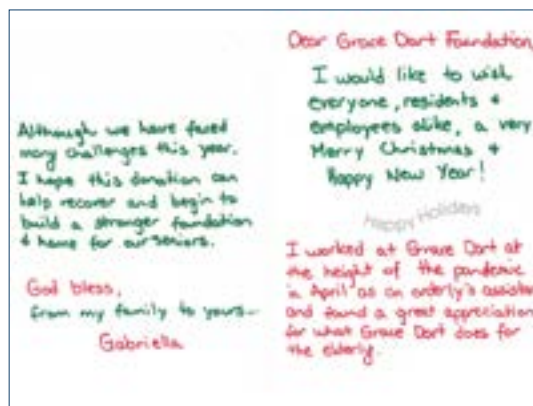 Dear Grace Dart Foundation,
I would like to wish
everyone, residents &
employees alike, a very
Merry Christmas &
Happy New Year!
Happy Holidays
I worked at Grace Dart at
the height of the pandemic
in April as an orderly's assistant
and found a great appreciation
for what Grace Dart does for
the elderly.
Although we have faced
many challenges this year.
I hope this donation can
help recover and begin to
build a stronger foundation
& home for our seniors.
God bless,
from my family to yours
Gabriella